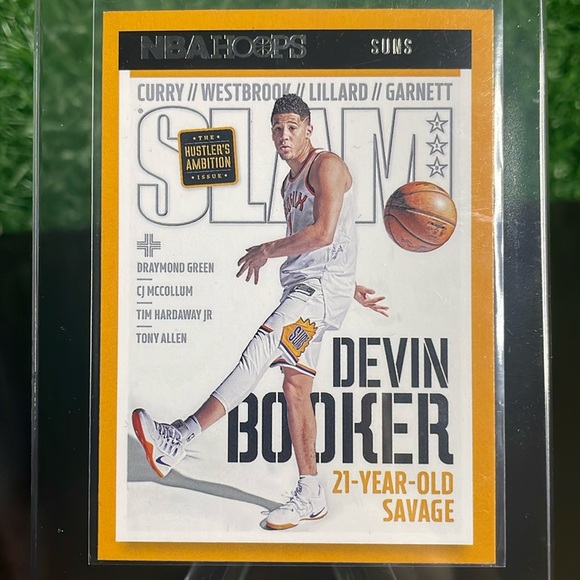 NBA HOOPS SUNS
CURRY // WESTBROOK // LILLARD // GARNETT
SLAM
THE
HUSTLER'S
AMBITION
ISSUE
DRAYMOND GREEN
CJ MCCOLLUM
TIM HARDAWAY JR
TONY ALLEN
SUNS
DEVIN
BOOKER
21-YEAR-OLD
SAVAGE